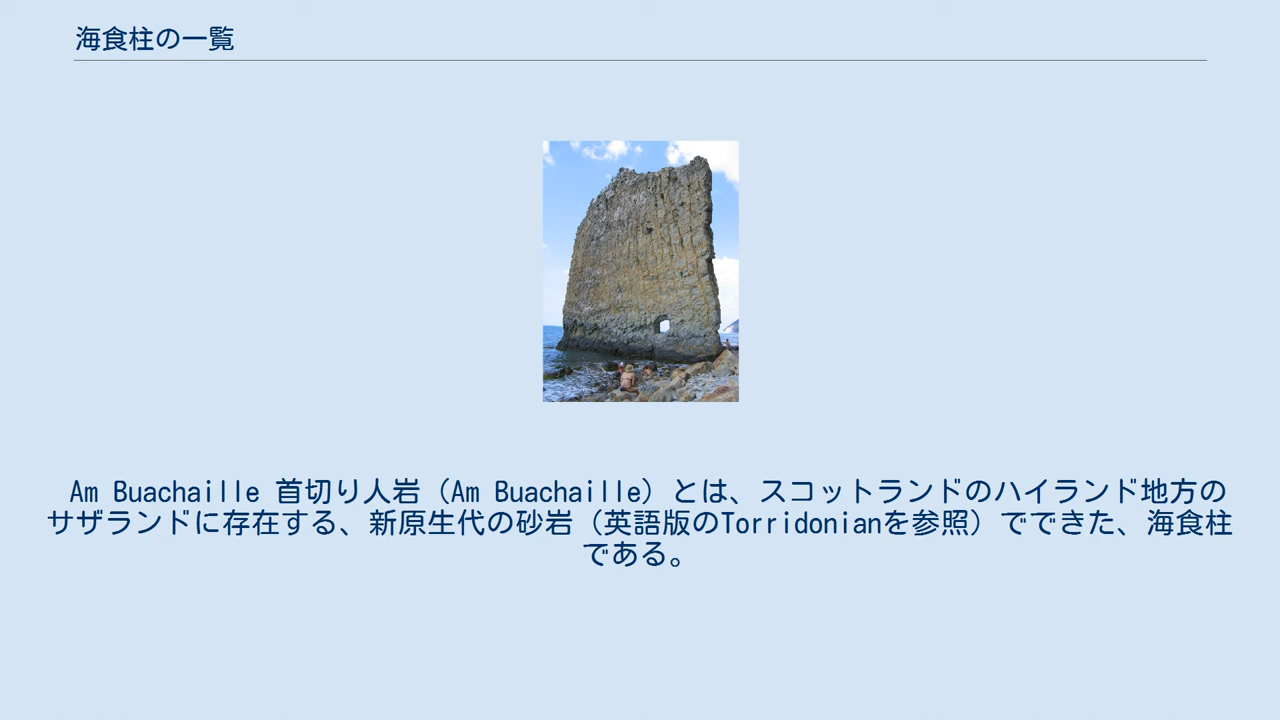 海食柱の一覧
Am Buachaille 首切り人岩（Am Buachaille）とは、スコットランドのハイランド地方の
サザランドに存在する、新原生代の砂岩（英語版のTorridonianを参照）でできた、海食柱
である。